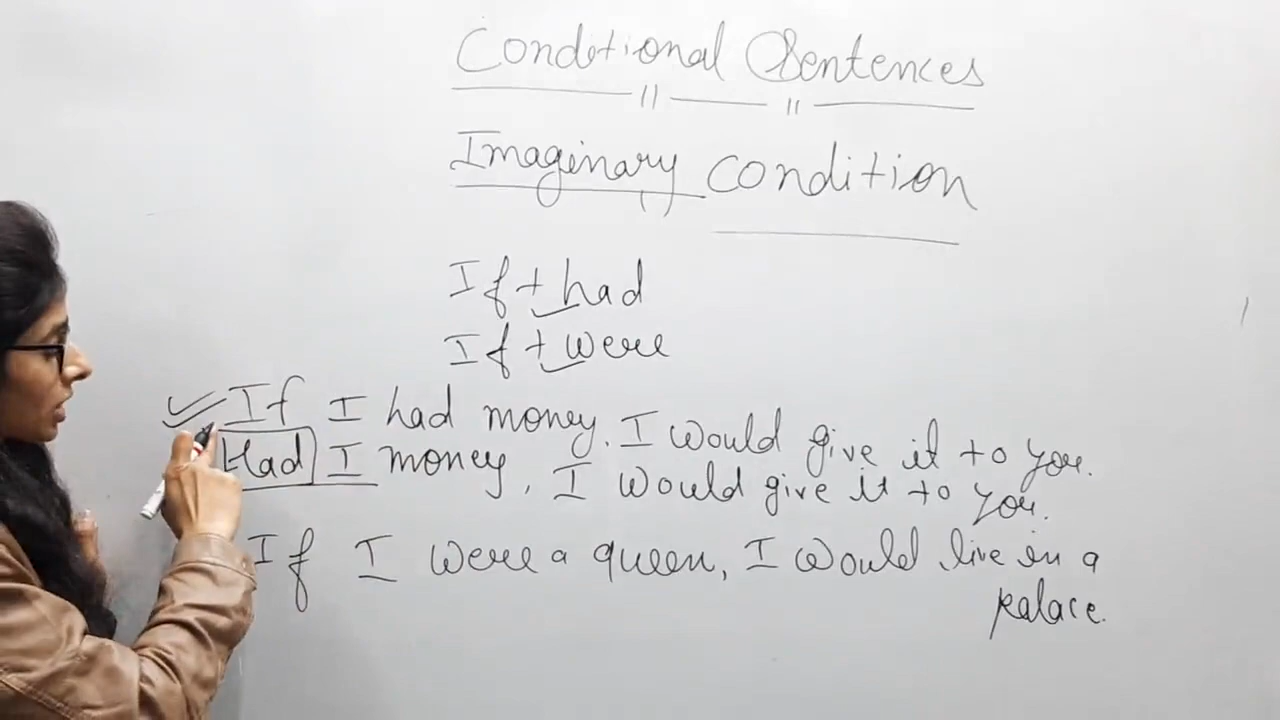 Conditional Sentences
Imaginary condition
If + had
If + were
If I had money. I would give it to you.
Had I money, I would give it to you.
If I were a queen, I would live in a
palace.